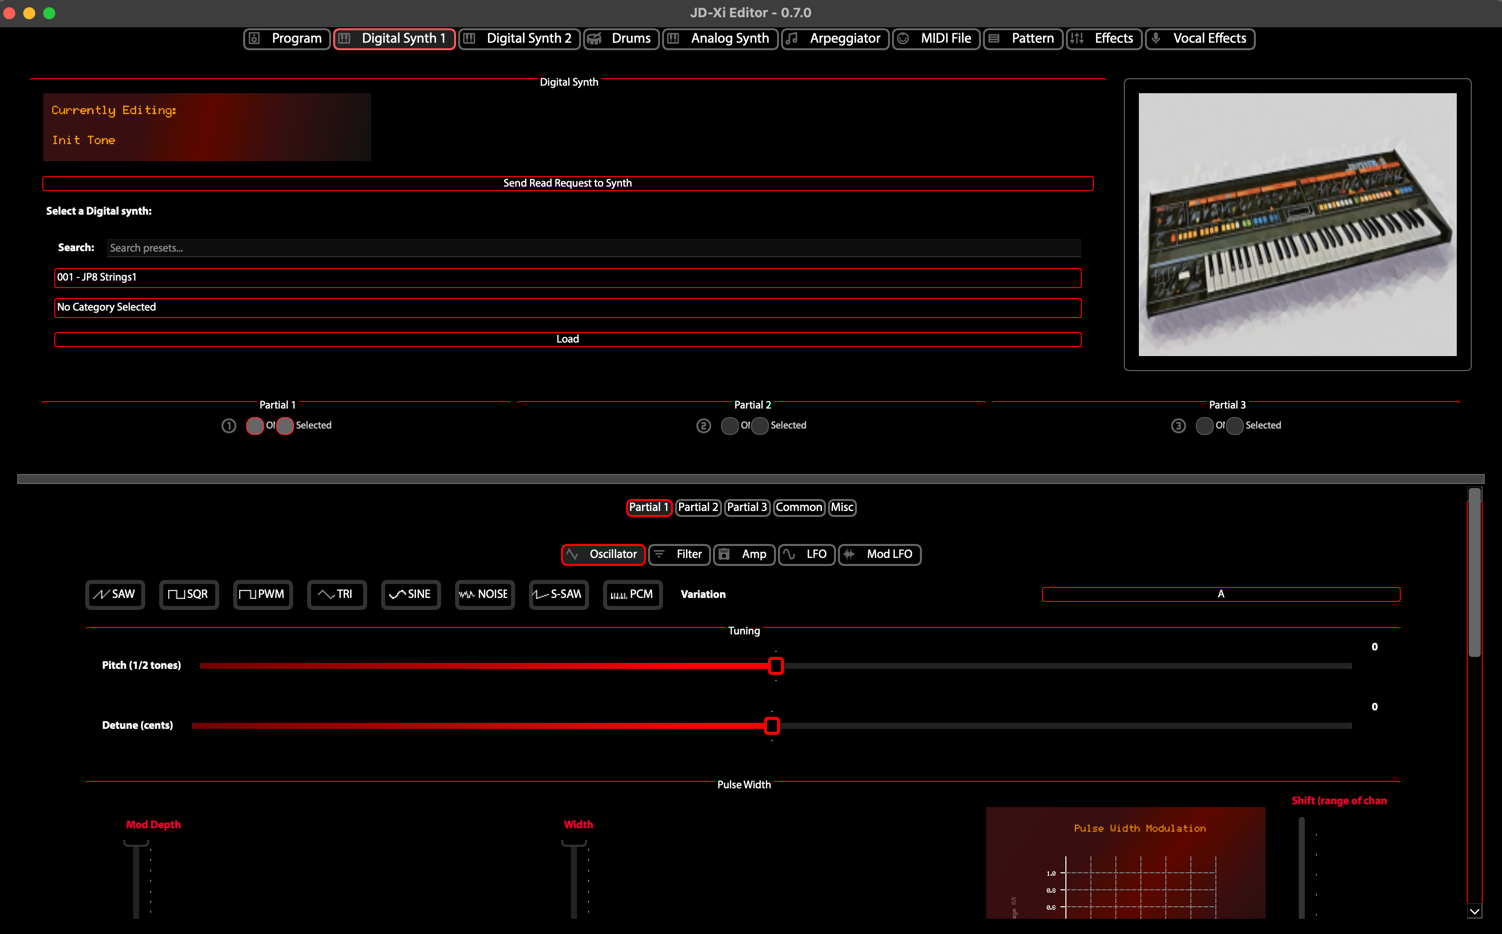 JD-Xi Editor - 0.7.0
Program Digital Synth 1 Digital Synth 2 Drums Analog Synth Arpeggiator MIDI File Pattern Effects Vocal Effects
Digital Synth
Currently Editing:
Init Tone
Send Read Request to Synth
Select a Digital synth:
Search: Search presets...
001 - JP8 Strings1
No Category Selected
Load
Partial 1 Partial 2 Partial 3
1 Selected 2 Selected 3 Selected
Partial 1 Partial 2 Partial 3 Common Misc
Oscillator Filter Amp LFO Mod LFO
SAW SQR PWM TRI SINE NOISE S-SAW PCM Variation A
Tuning
0
Pitch (1/2 tones)
0
Detune (cents)
Pulse Width
Shift (range of chan
Mod Depth Width
Pulse Width Modulation
1.0
0.8
0.6